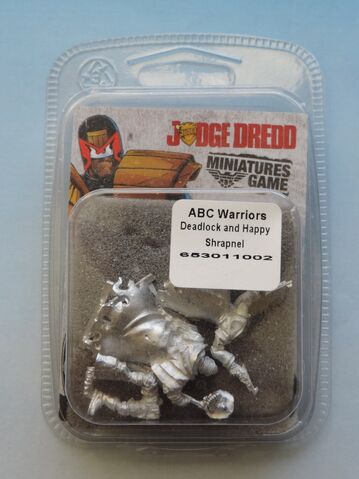 JUDGE DREDD
MINIATURES
GAME
ABC Warriors
Deadlock and Happy
Shrapnel
653011002